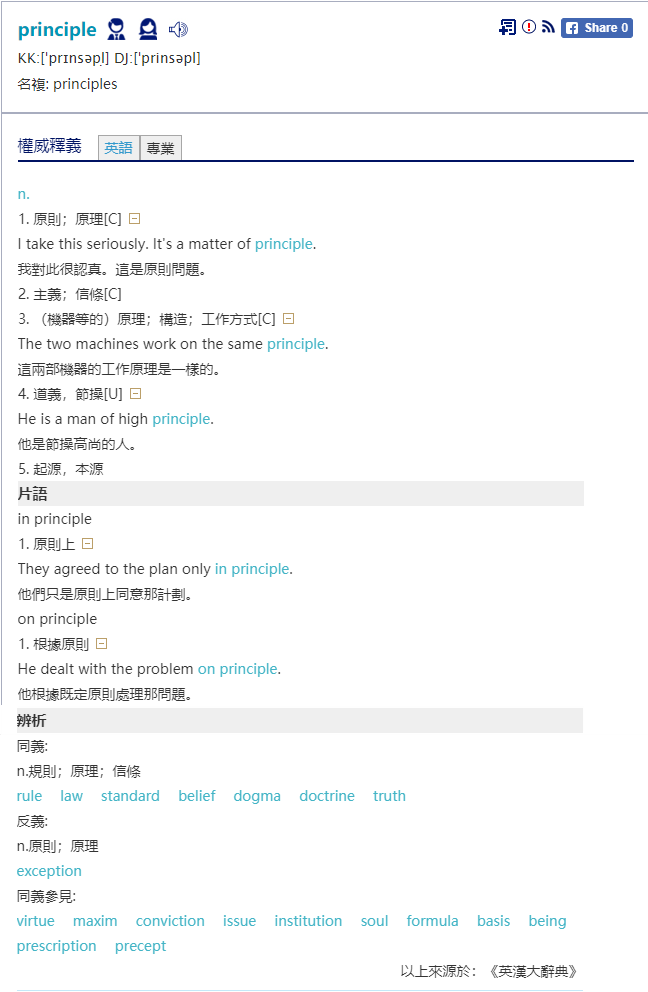 principle
Share 0
KK:[ˈprɪnsəpl̩] DJ:[ˈprinsəpl]
名複: principles
權威釋義 英語 專業
n.
1. 原則；原理[C]
I take this seriously. It's a matter of principle.
我對此很認真。這是原則問題。
2. 主義；信條[C]
3. （機器等的）原理；構造；工作方式[C]
The two machines work on the same principle.
這兩部機器的工作原理是一樣的。
4. 道義，節操[U]
He is a man of high principle.
他是節操高尚的人。
5. 起源，本源
片語
in principle
1. 原則上
They agreed to the plan only in principle.
他們只是原則上同意那計劃。
on principle
1. 根據原則
He dealt with the problem on principle.
他根據既定原則處理那問題。
辨析
同義:
n.規則；原理；信條
rule law standard belief dogma doctrine truth
反義:
n.原則；原理
exception
同義參見:
virtue maxim conviction issue institution soul formula basis being
prescription precept
以上來源於：《英漢大辭典》